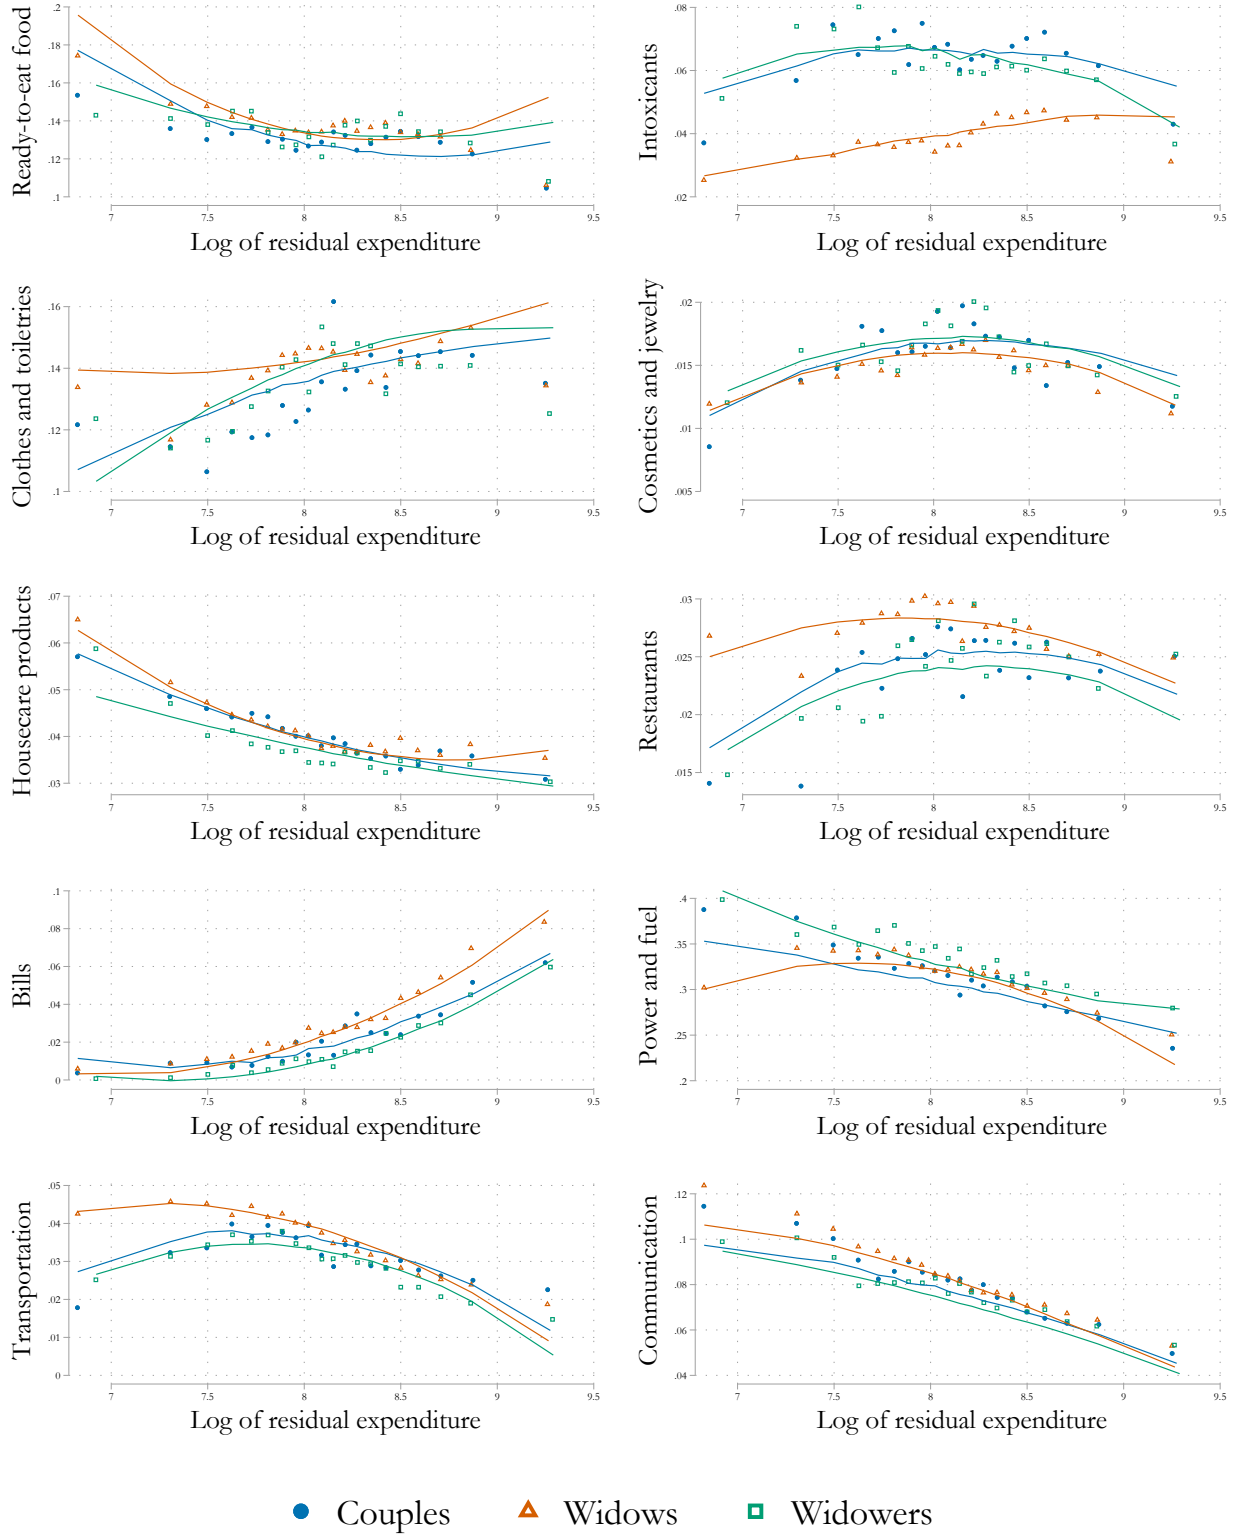 Ready-to-eat food
.2
.18
.16
.14
.12
.1
7 7.5 8 8.5 9 9.5
Log of residual expenditure
Intoxicants
.08
.06
.04
.02
7 7.5 8 8.5 9 9.5
Log of residual expenditure
Clothes and toiletries
.16
.14
.12
.1
7 7.5 8 8.5 9 9.5
Log of residual expenditure
Cosmetics and jewelry
.02
.015
.01
.005
7 7.5 8 8.5 9 9.5
Log of residual expenditure
Housecare products
.07
.06
.05
.04
.03
7 7.5 8 8.5 9 9.5
Log of residual expenditure
Restaurants
.03
.025
.02
.015
7 7.5 8 8.5 9 9.5
Log of residual expenditure
Bills
.1
.08
.06
.04
.02
0
7 7.5 8 8.5 9 9.5
Log of residual expenditure
Power and fuel
.4
.35
.3
.25
.2
7 7.5 8 8.5 9 9.5
Log of residual expenditure
Transportation
.05
.04
.03
.02
.01
0
7 7.5 8 8.5 9 9.5
Log of residual expenditure
Communication
.12
.1
.08
.06
.04
7 7.5 8 8.5 9 9.5
Log of residual expenditure
Couples Widows Widowers